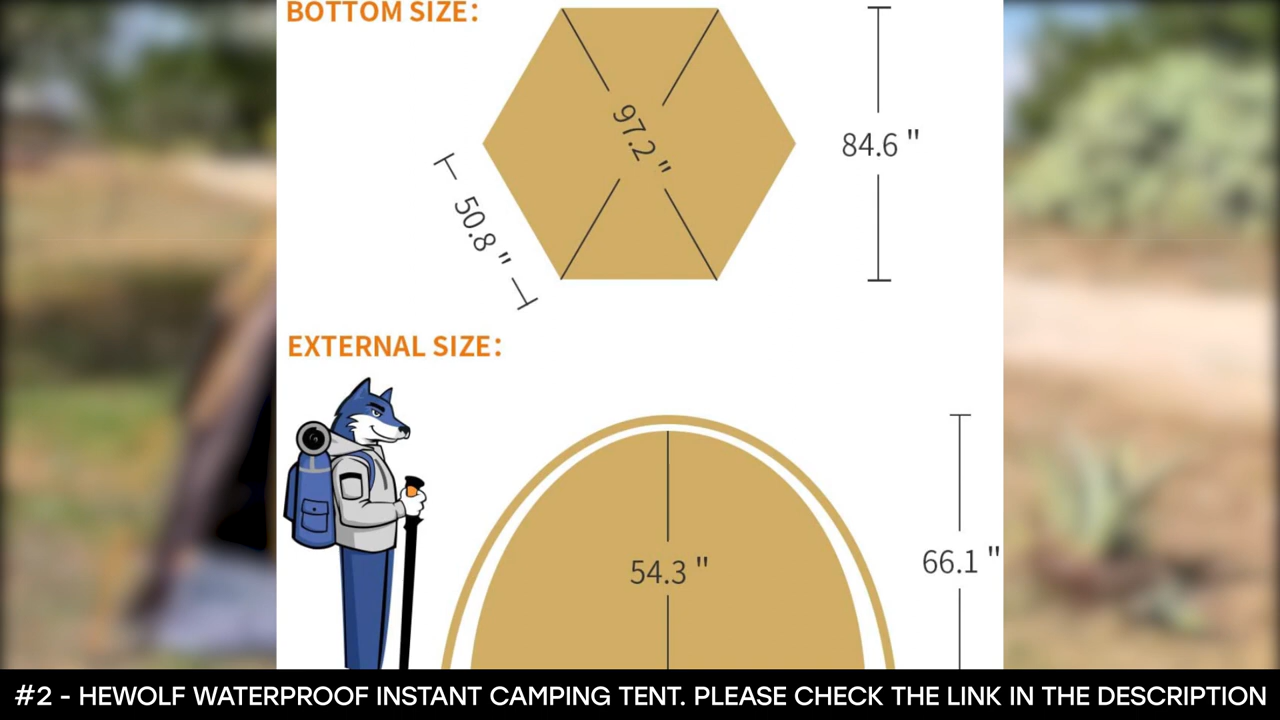 BOTTOM SIZE:
97.2 "
84.6 "
50.8 "
EXTERNAL SIZE:
54.3 "
66.1 "
#2 - HEWOLF WATERPROOF INSTANT CAMPING TENT. PLEASE CHECK THE LINK IN THE DESCRIPTION